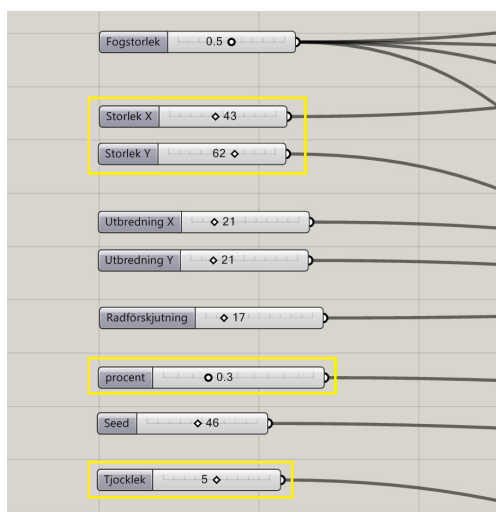 Fogstorlek 0.5
Storlek X 43
Storlek Y 62
Utbredning X 21
Utbredning Y 21
Radförskjutning 17
procent 0.3
Seed 46
Tjocklek 5